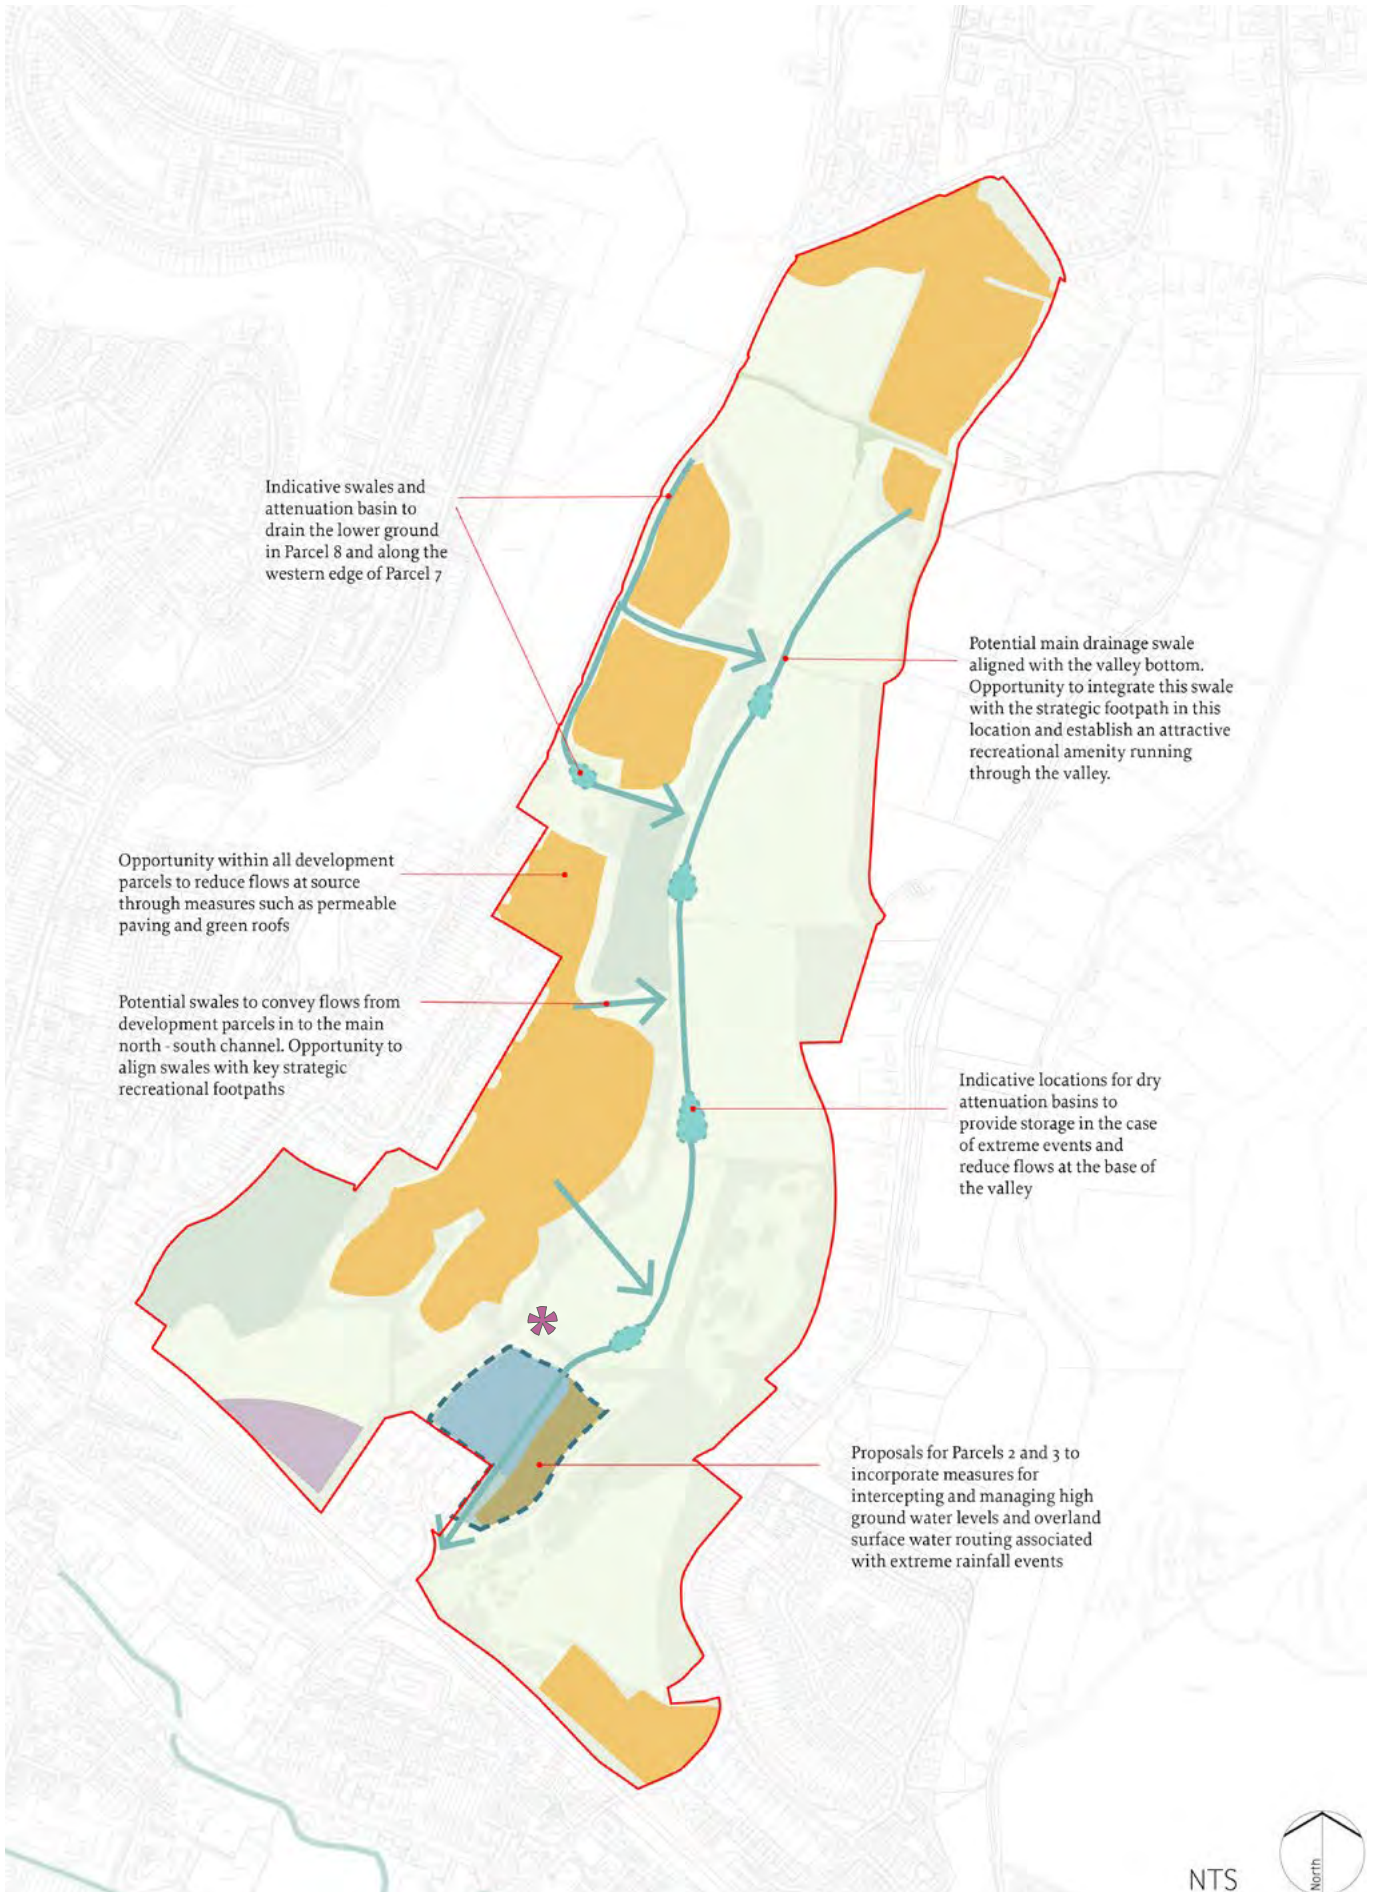 Indicative swales and
attenuation basin to
drain the lower ground
in Parcel 8 and along the
western edge of Parcel 7
Potential main drainage swale
aligned with the valley bottom.
Opportunity to integrate this swale
with the strategic footpath in this
location and establish an attractive
recreational amenity running
through the valley.
Opportunity within all development
parcels to reduce flows at source
through measures such as permeable
paving and green roofs
Potential swales to convey flows from
development parcels in to the main
north - south channel. Opportunity to
align swales with key strategic
recreational footpaths
Indicative locations for dry
attenuation basins to
provide storage in the case
of extreme events and
reduce flows at the base of
the valley
Proposals for Parcels 2 and 3 to
incorporate measures for
intercepting and managing high
ground water levels and overland
surface water routing associated
with extreme rainfall events
NTS
North